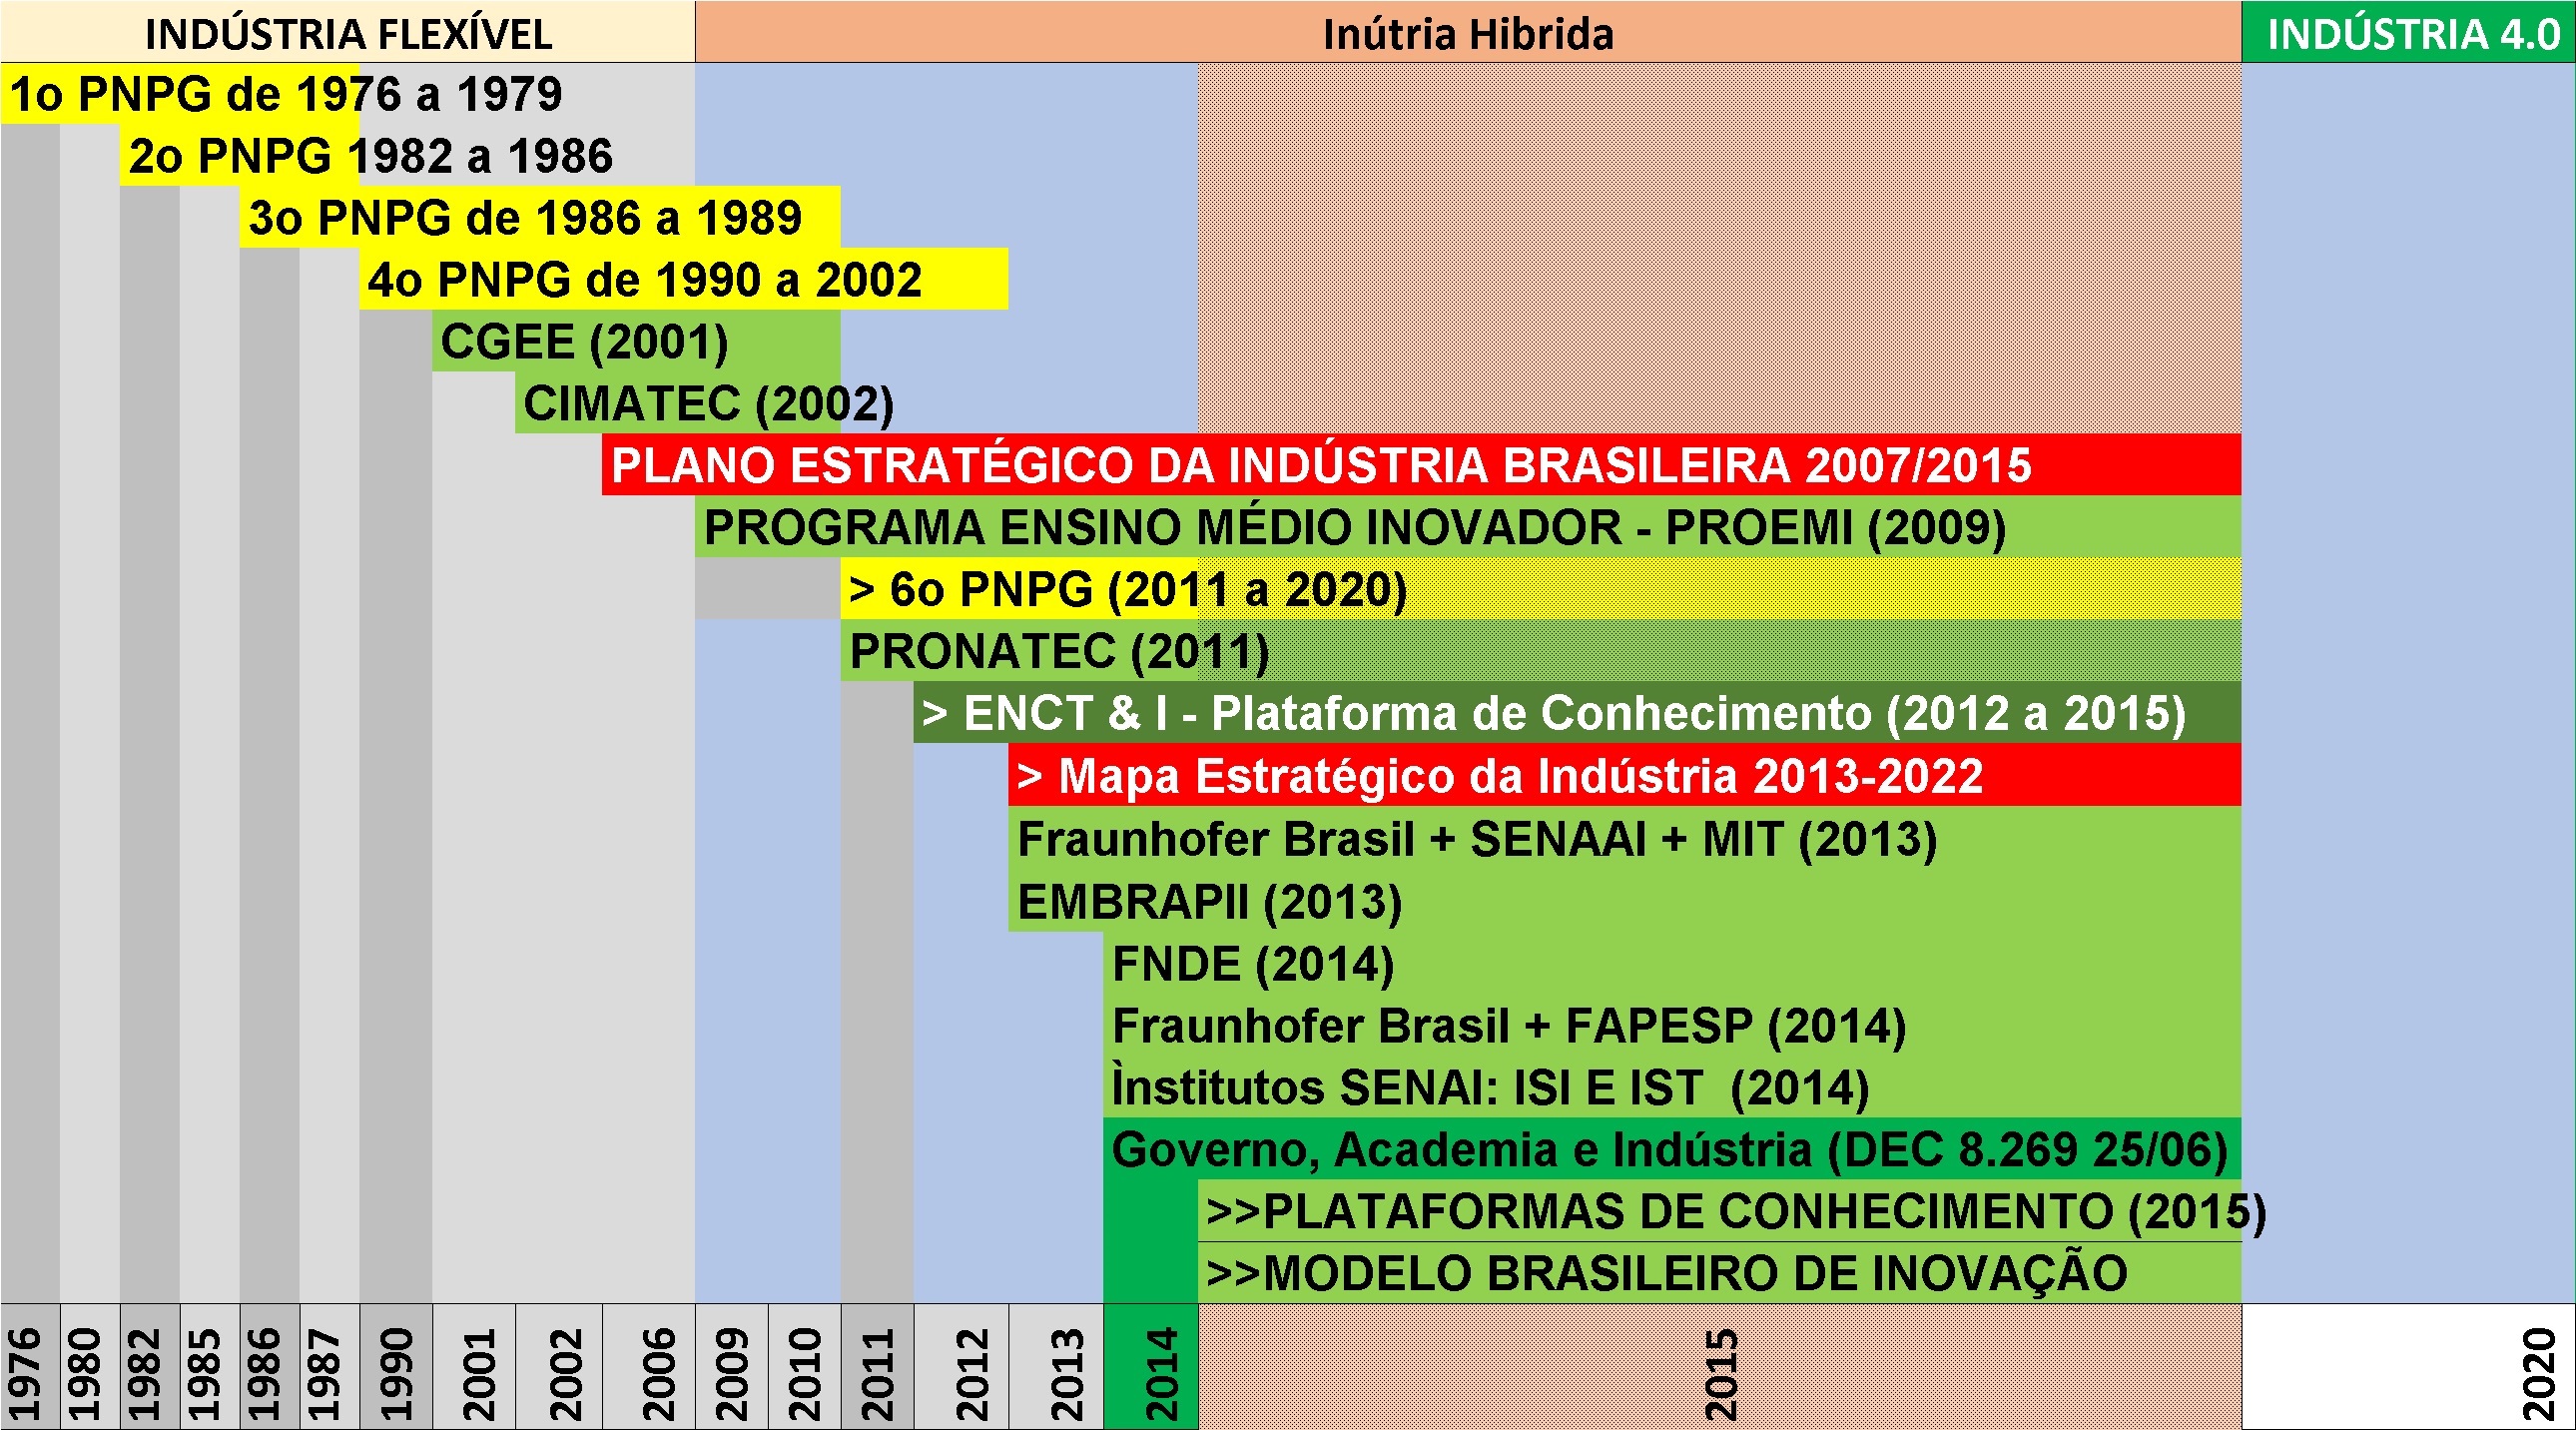 INDÚSTRIA FLEXÍVEL
Inútria Hibrida
INDÚSTRIA 4.0
1o PNPG de 1976 a 1979
2o PNPG 1982 a 1986
3o PNPG de 1986 a 1989
4o PNPG de 1990 a 2002
CGEE (2001)
CIMATEC (2002)
PLANO ESTRATÉGICO DA INDÚSTRIA BRASILEIRA 2007/2015
PROGRAMA ENSINO MÉDIO INOVADOR - PROEMI (2009)
> 6o PNPG (2011 a 2020)
PRONATEC (2011)
> ENCT & I - Plataforma de Conhecimento (2012 a 2015)
> Mapa Estratégico da Indústria 2013-2022
Fraunhofer Brasil + SENAAI + MIT (2013)
EMBRAPII (2013)
FNDE (2014)
Fraunhofer Brasil + FAPESP (2014)
Ìnstitutos SENAI: ISI E IST  (2014)
Governo, Academia e Indústria (DEC 8.269 25/06)
>>PLATAFORMAS DE CONHECIMENTO (2015)
>>MODELO BRASILEIRO DE INOVAÇÃO
1976
1980
1982
1985
1986
1987
1990
2001
2002
2006
2009
2010
2011
2012
2013
2014
2015
2020